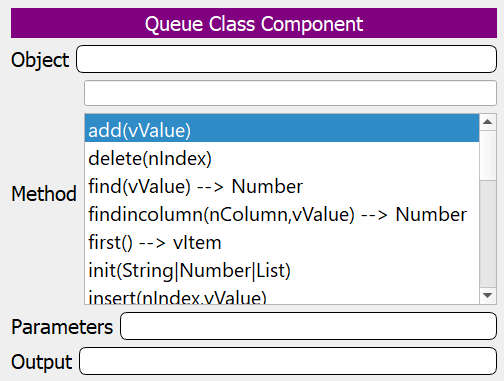 Queue Class Component
Object
Method
add(vValue)
delete(nIndex)
find(vValue) --> Number
findincolumn(nColumn,vValue) --> Number
first() --> vItem
init(String|Number|List)
insert(nIndex,vValue)
Parameters
Output